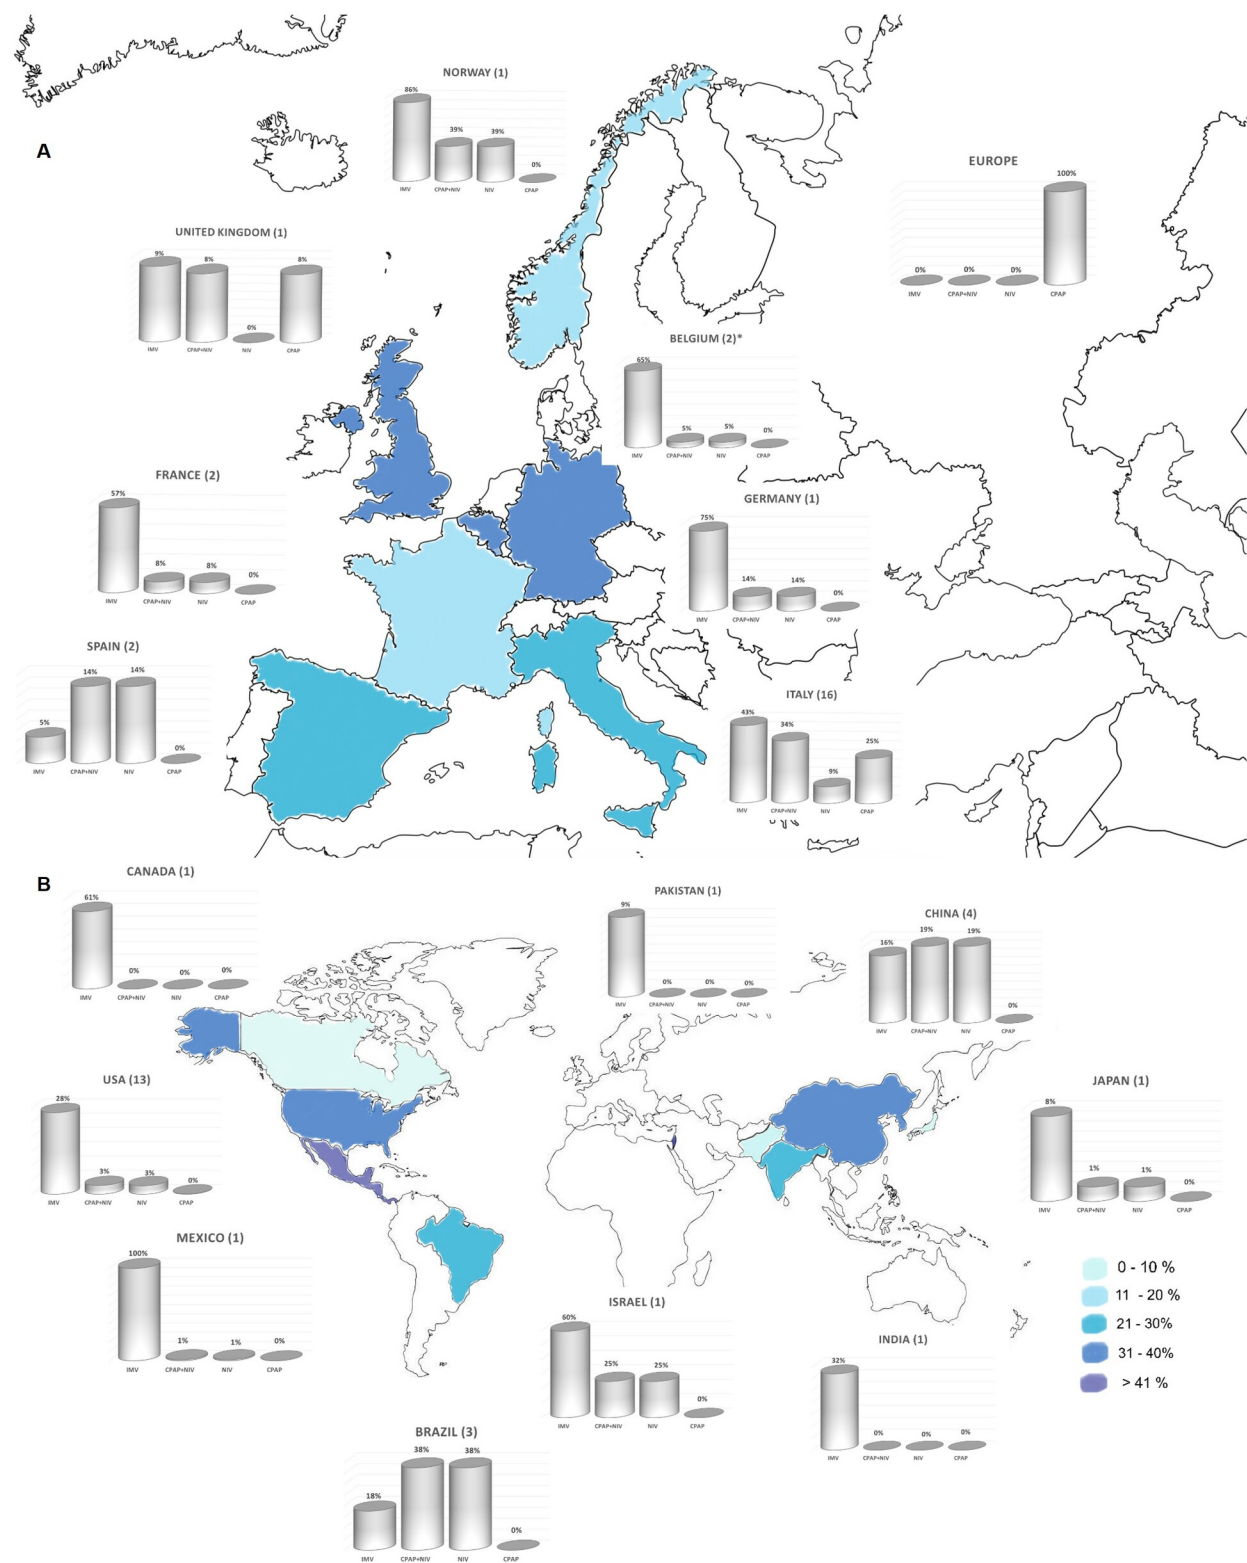 A
NORWAY (1)
86%
39%
39%
0%
IMV
CPAP+NIV
NIV
CPAP
EUROPE
100%
0%
0%
0%
IMV
CPAP+NIV
NIV
CPAP
UNITED KINGDOM (1)
9%
8%
0%
8%
IMV
CPAP+NIV
NIV
CPAP
BELGIUM (2)*
65%
5%
5%
0%
IMV
CPAP+NIV
NIV
CPAP
FRANCE (2)
57%
8%
8%
0%
IMV
CPAP+NIV
NIV
CPAP
GERMANY (1)
75%
14%
14%
0%
IMV
CPAP+NIV
NIV
CPAP
SPAIN (2)
5%
14%
14%
0%
IMV
CPAP+NIV
NIV
CPAP
ITALY (16)
43%
34%
9%
25%
IMV
CPAP+NIV
NIV
CPAP
B
CANADA (1)
61%
0%
0%
0%
IMV
CPAP+NIV
NIV
CPAP
PAKISTAN (1)
9%
0%
0%
0%
IMV
CPAP+NIV
NIV
CPAP
CHINA (4)
16%
19%
19%
0%
IMV
CPAP+NIV
NIV
CPAP
USA (13)
28%
3%
3%
0%
IMV
CPAP+NIV
NIV
CPAP
JAPAN (1)
8%
1%
1%
0%
IMV
CPAP+NIV
NIV
CPAP
MEXICO (1)
100%
1%
1%
0%
IMV
CPAP+NIV
NIV
CPAP
0 - 10 %
11 - 20 %
21 - 30%
31 - 40%
> 41 %
ISRAEL (1)
60%
25%
25%
0%
IMV
CPAP+NIV
NIV
CPAP
INDIA (1)
32%
0%
0%
0%
IMV
CPAP+NIV
NIV
CPAP
BRAZIL (3)
18%
38%
38%
0%
IMV
CPAP+NIV
NIV
CPAP